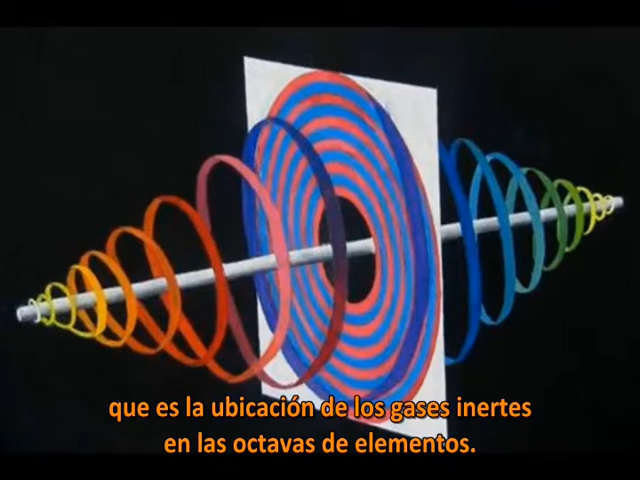 que es la ubicación de los gases inertes
en las octavas de elementos.